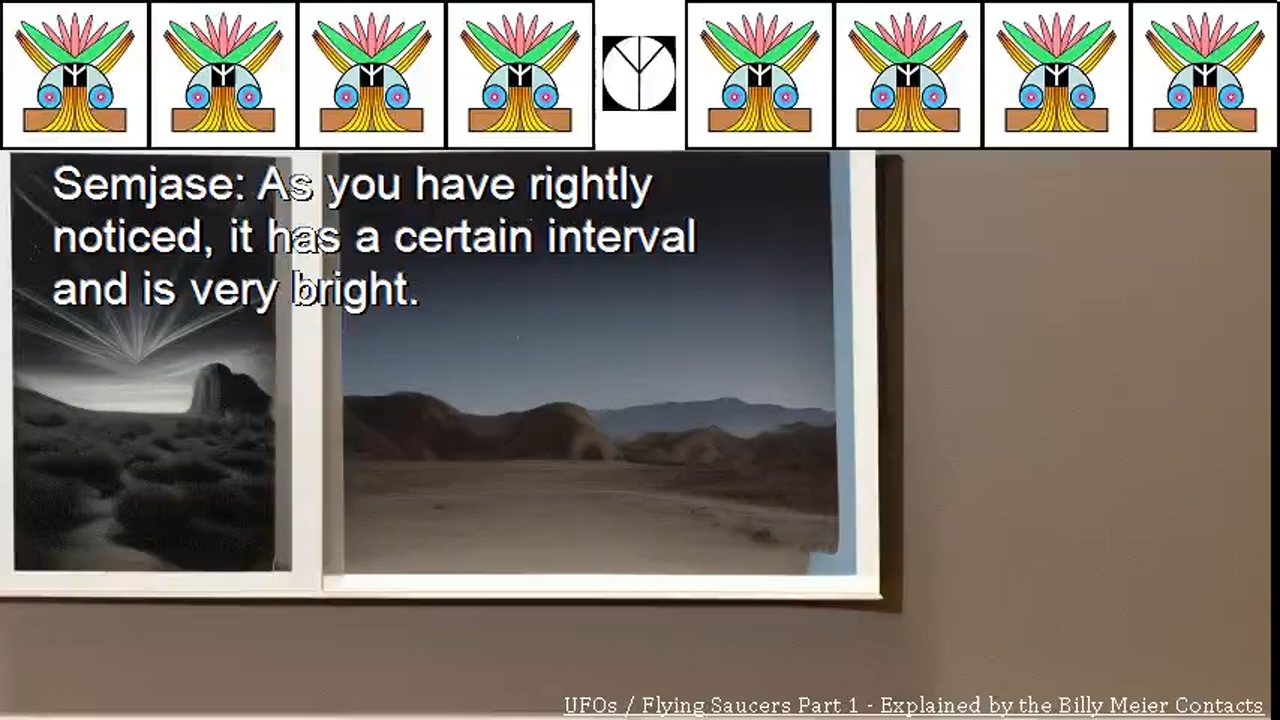 Semjase: As you have rightly
noticed, it has a certain interval
and is very bright.
UFOs / Flying Saucers Part 1 - Explained by the Billy Meier Contacts